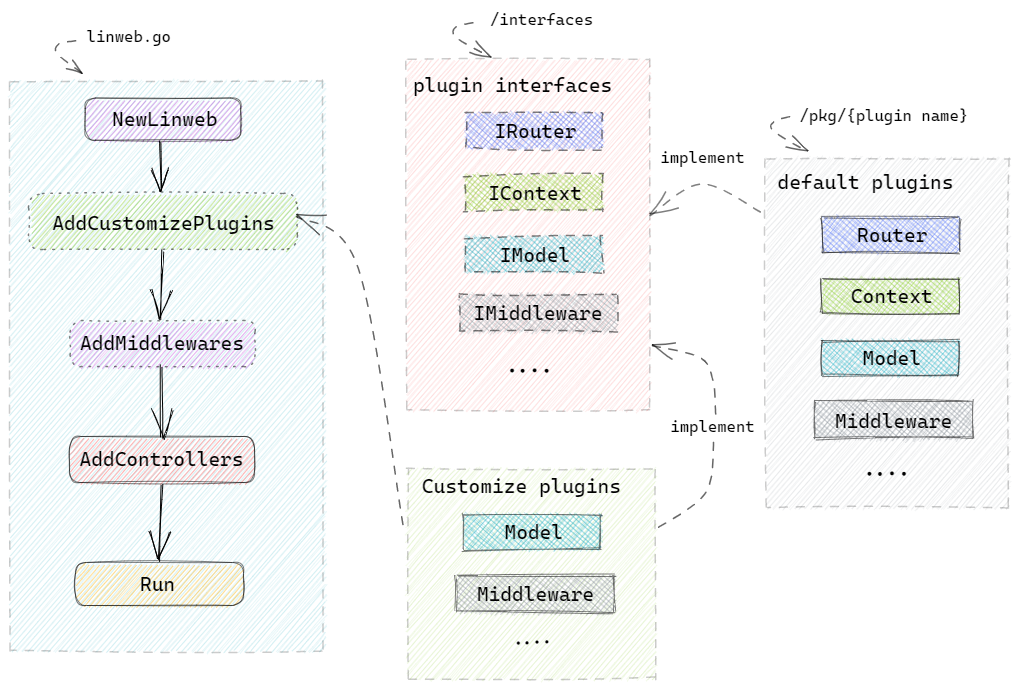 linweb.go
NewLinweb
AddCustomizePlugins
AddMiddlewares
AddControllers
Run
/interfaces
plugin interfaces
IRouter
IContext
IModel
IMiddleware
....
implement
implement
/pkg/{plugin name}
default plugins
Router
Context
Model
Middleware
....
Customize plugins
Model
Middleware
....